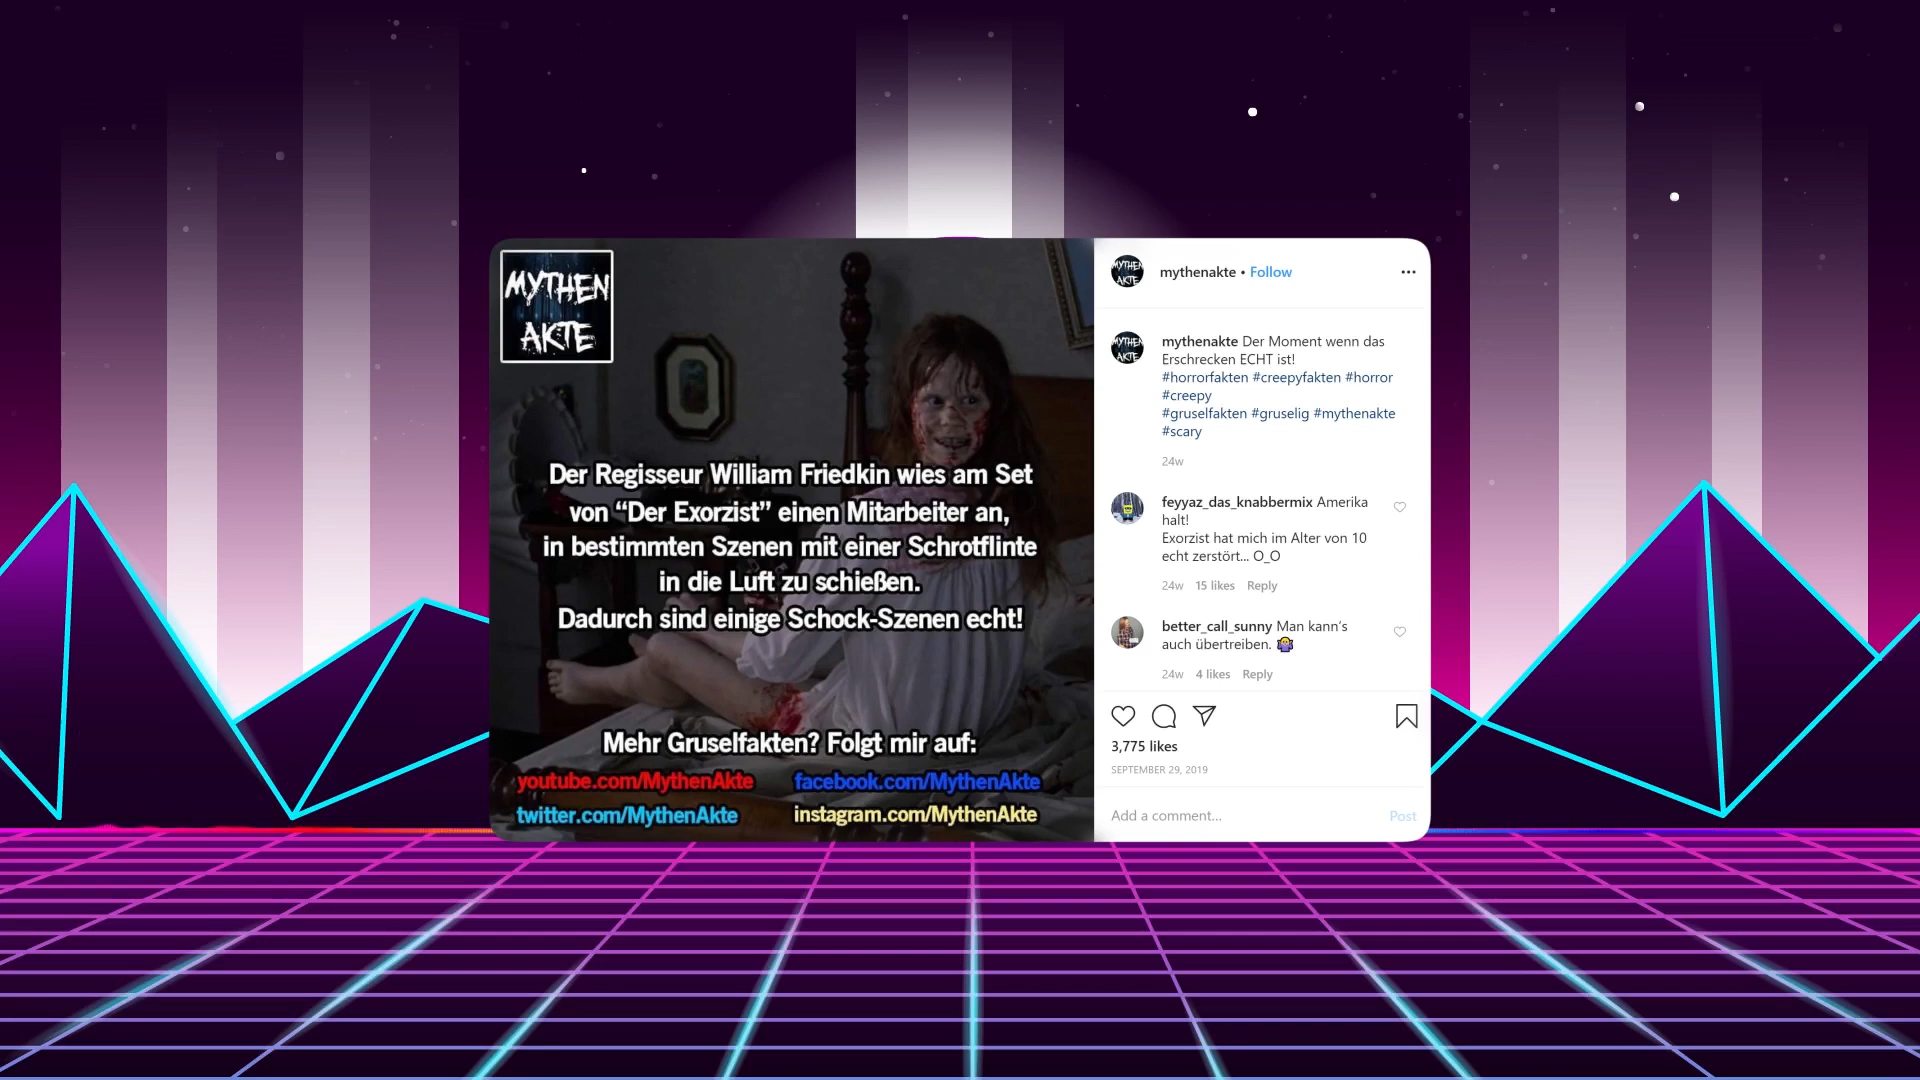 MYTHEN
AKTE
Der Regisseur William Friedkin wies am Set
von “Der Exorzist” einen Mitarbeiter an,
in bestimmten Szenen mit einer Schrotflinte
in die Luft zu schießen.
Dadurch sind einige Schock-Szenen echt!
Mehr Gruselfakten? Folgt mir auf:
youtube.com/MythenAkte facebook.com/MythenAkte
twitter.com/MythenAkte instagram.com/MythenAkte
MYTHEN
AKTE
mythenakte • Follow
MYTHEN
AKTE
mythenakte Der Moment wenn das
Erschrecken ECHT ist!
#horrorfakten #creepyfakten #horror
#creepy
#gruselfakten #gruselig #mythenakte
#scary
24w
feyyaz_das_knabbermix Amerika
halt!
Exorzist hat mich im Alter von 10
echt zerstört... O_O
24w 15 likes Reply
better_call_sunny Man kann's
auch übertreiben. 🤷
24w 4 likes Reply
3,775 likes
SEPTEMBER 29, 2019
Add a comment... Post